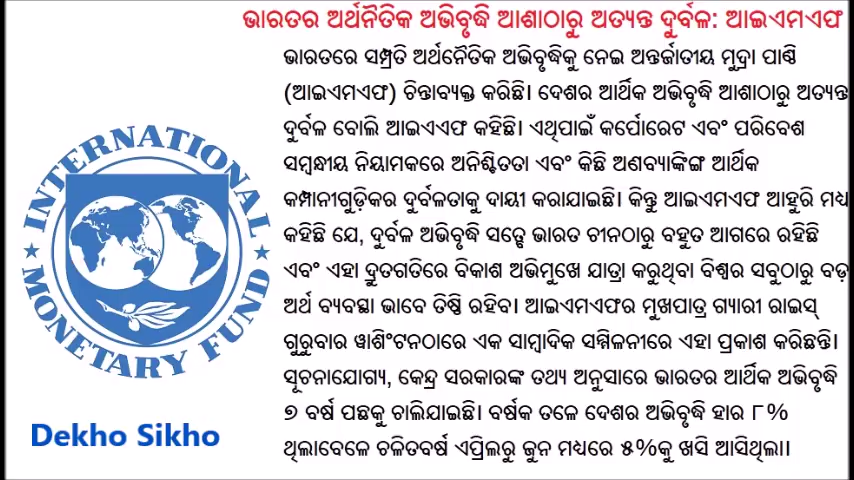 ଭାରତର ଅର୍ଥନୈତିକ ଅଭିବୃଦ୍ଧି ଆଶାଠାରୁ ଅତ୍ୟନ୍ତ ଦୁର୍ବଳ: ଆଇଏମଏଫ
ଭାରତରେ ସମ୍ପ୍ରତି ଅର୍ଥନୈତିକ ଅଭିବୃଦ୍ଧିକୁ ନେଇ ଅନ୍ତର୍ଜାତୀୟ ମୁଦ୍ରା ପାଣ୍ଠି
(ଆଇଏମଏଫ) ଚିନ୍ତାବ୍ୟକ୍ତ କରିଛି। ଦେଶର ଆର୍ଥିକ ଅଭିବୃଦ୍ଧି ଆଶାଠାରୁ ଅତ୍ୟନ୍ତ
ଦୁର୍ବଳ ବୋଲି ଆଇଏଏଫ କହିଛି। ଏଥିପାଇଁ କର୍ପୋରେଟ ଏବଂ ପରିବେଶ
ସମ୍ବନ୍ଧୀୟ ନିୟାମକରେ ଅନିଶ୍ଚିତତା ଏବଂ କିଛି ଅଣବ୍ୟାଙ୍କିଙ୍ଗ ଆର୍ଥିକ
କମ୍ପାନୀଗୁଡ଼ିକର ଦୁର୍ବଳତାକୁ ଦାୟୀ କରାଯାଇଛି। କିନ୍ତୁ ଆଇଏମଏଫ ଆହୁରି ମଧ୍ୟ
କହିଛି ଯେ, ଦୁର୍ବଳ ଅଭିବୃଦ୍ଧି ସତ୍ତ୍ୱେ ଭାରତ ଚୀନଠାରୁ ବହୁତ ଆଗରେ ରହିଛି
ଏବଂ ଏହା ଦ୍ରୁତଗତିରେ ବିକାଶ ଅଭିମୁଖେ ଯାତ୍ରା କରୁଥିବା ବିଶ୍ୱର ସବୁଠାରୁ ବଡ଼
ଅର୍ଥ ବ୍ୟବସ୍ଥା ଭାବେ ତିଷ୍ଠି ରହିବ। ଆଇଏମଏଫର ମୁଖପାତ୍ର ଗ୍ୟାରୀ ରାଇସ୍
ଗୁରୁବାର ୱାଶିଂଟନଠାରେ ଏକ ସାମ୍ବାଦିକ ସମ୍ମିଳନୀରେ ଏହା ପ୍ରକାଶ କରିଛନ୍ତି।
ସୂଚନାଯୋଗ୍ୟ, କେନ୍ଦ୍ର ସରକାରଙ୍କ ତଥ୍ୟ ଅନୁସାରେ ଭାରତର ଆର୍ଥିକ ଅଭିବୃଦ୍ଧି
୭ ବର୍ଷ ପଛକୁ ଚାଲିଯାଇଛି। ବର୍ଷକ ତଳେ ଦେଶର ଅଭିବୃଦ୍ଧି ହାର ୮%
ଥିଲାବେଳେ ଚଳିତବର୍ଷ ଏପ୍ରିଲରୁ ଜୁନ ମଧ୍ୟରେ ୫%କୁ ଖସି ଆସିଥିଲା।
INTERNATIONAL
MONETARY FUND
Dekho Sikho